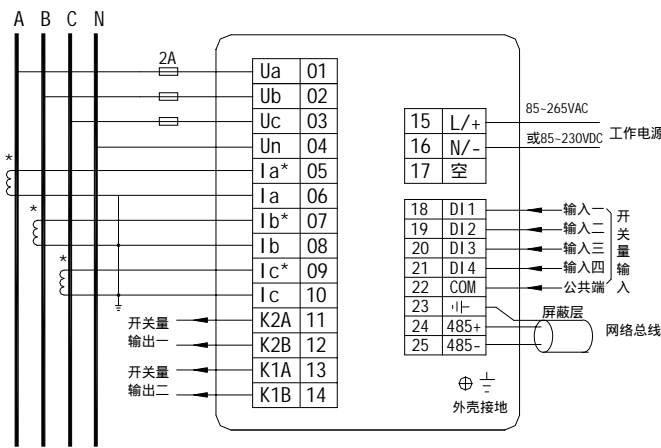 A B C N
2A
Ua 01
Ub 02
Uc 03
Un 04
Ia* 05
Ia 06
Ib* 07
Ib 08
Ic* 09
Ic 10
K2A 11
K2B 12
K1A 13
K1B 14
*
*
*
开关量
输出一
开关量
输出二
15 L/+
16 N/-
17 空
85~265VAC
或85~230VDC
工作电源
18 DI1
19 DI2
20 DI3
21 DI4
22 COM
23
24 485+
25 485-
输入一
输入二
输入三
输入四
公共端
开关量输入
屏蔽层
网络总线
外壳接地